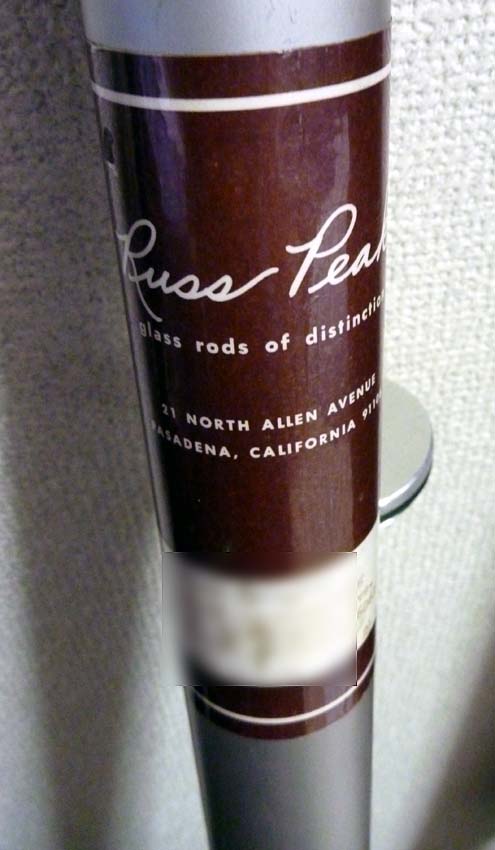 Russ Peak
glass rods of distinction
21 NORTH ALLEN AVENUE
PASADENA, CALIFORNIA